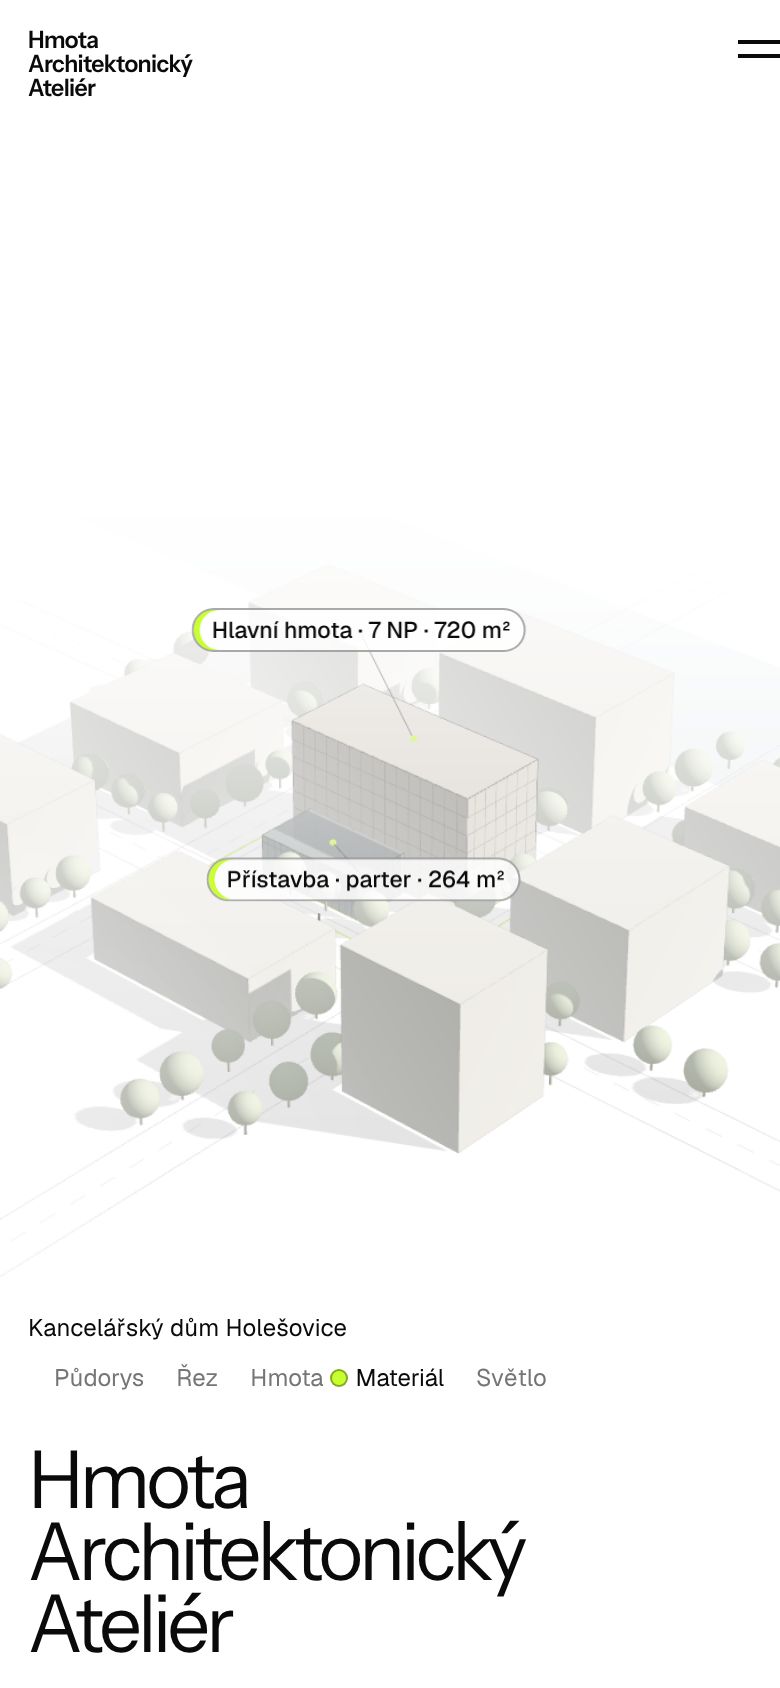 Hmota
Architektonický
Ateliér
Hlavní hmota · 7 NP · 720 m²
Přístavba · parter · 264 m²
Kancelářský dům Holešovice
Půdorys Řez Hmota Materiál Světlo
Hmota
Architektonický
Ateliér